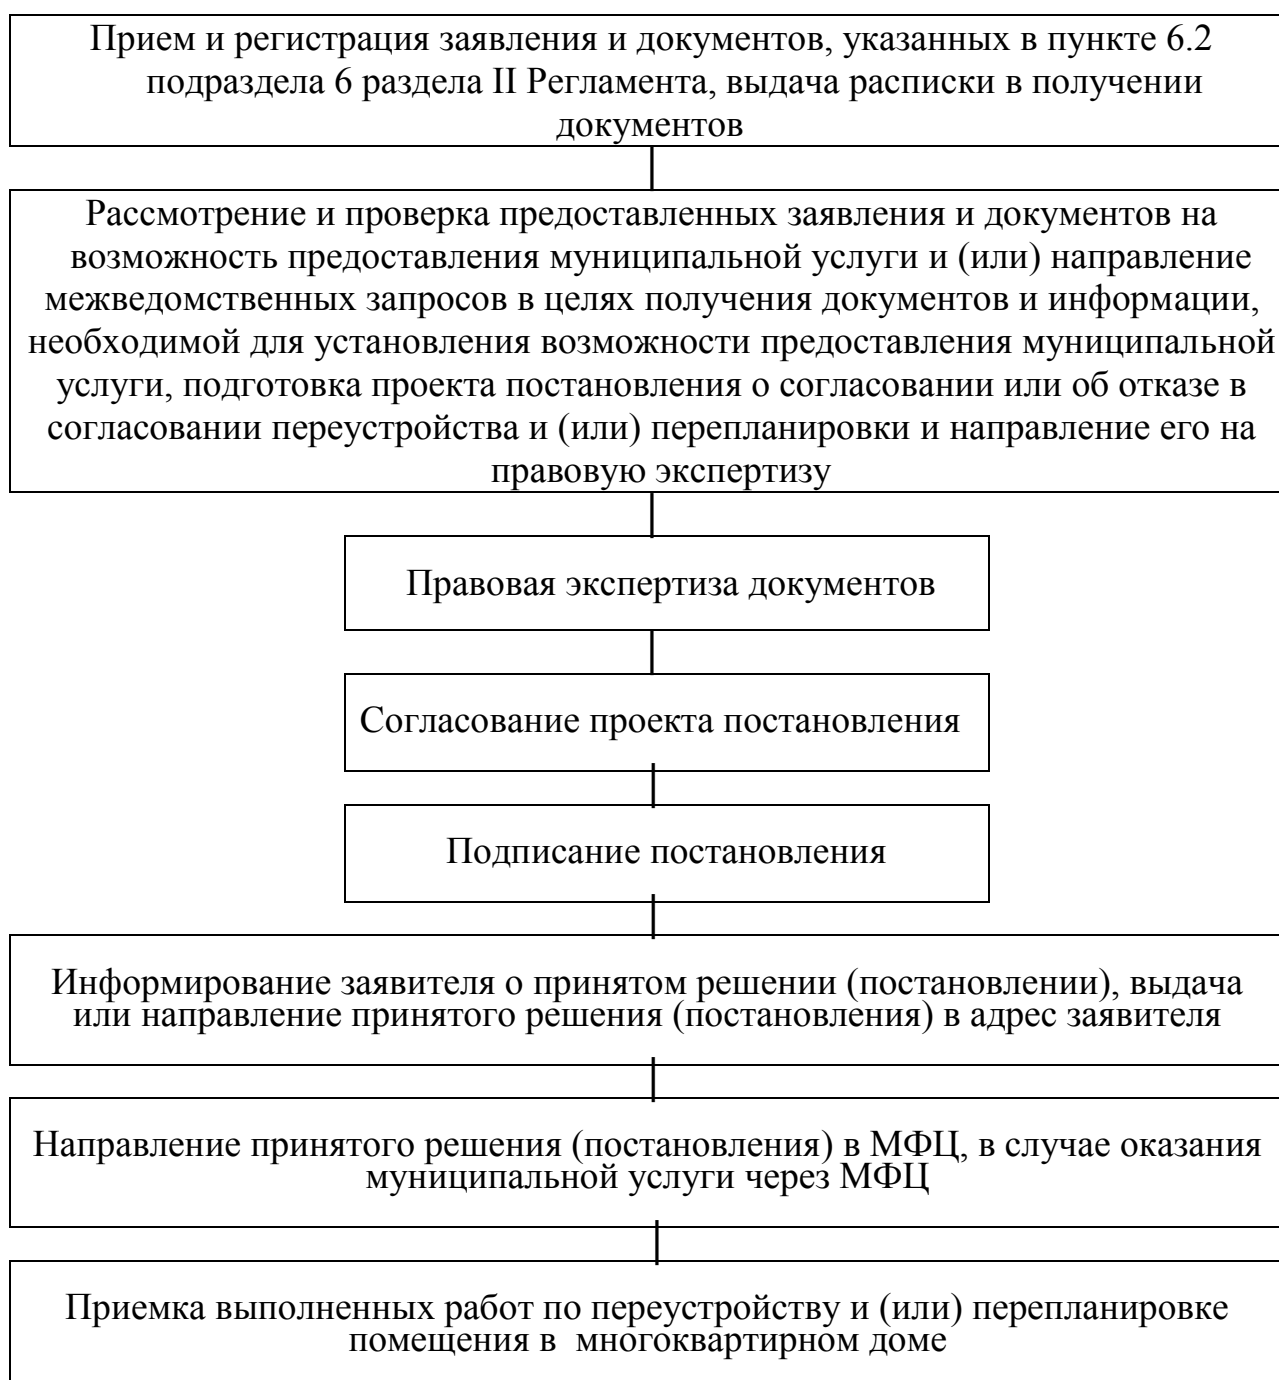 Прием и регистрация заявления и документов, указанных в пункте 6.2
подраздела 6 раздела II Регламента, выдача расписки в получении
документов
Рассмотрение и проверка предоставленных заявления и документов на
возможность предоставления муниципальной услуги и (или) направление
межведомственных запросов в целях получения документов и информации,
необходимой для установления возможности предоставления муниципальной
услуги, подготовка проекта постановления о согласовании или об отказе в
согласовании переустройства и (или) перепланировки и направление его на
правовую экспертизу
Правовая экспертиза документов
Согласование проекта постановления
Подписание постановления
Информирование заявителя о принятом решении (постановлении), выдача
или направление принятого решения (постановления) в адрес заявителя
Направление принятого решения (постановления) в МФЦ, в случае оказания
муниципальной услуги через МФЦ
Приемка выполненных работ по переустройству и (или) перепланировке
помещения в  многоквартирном доме